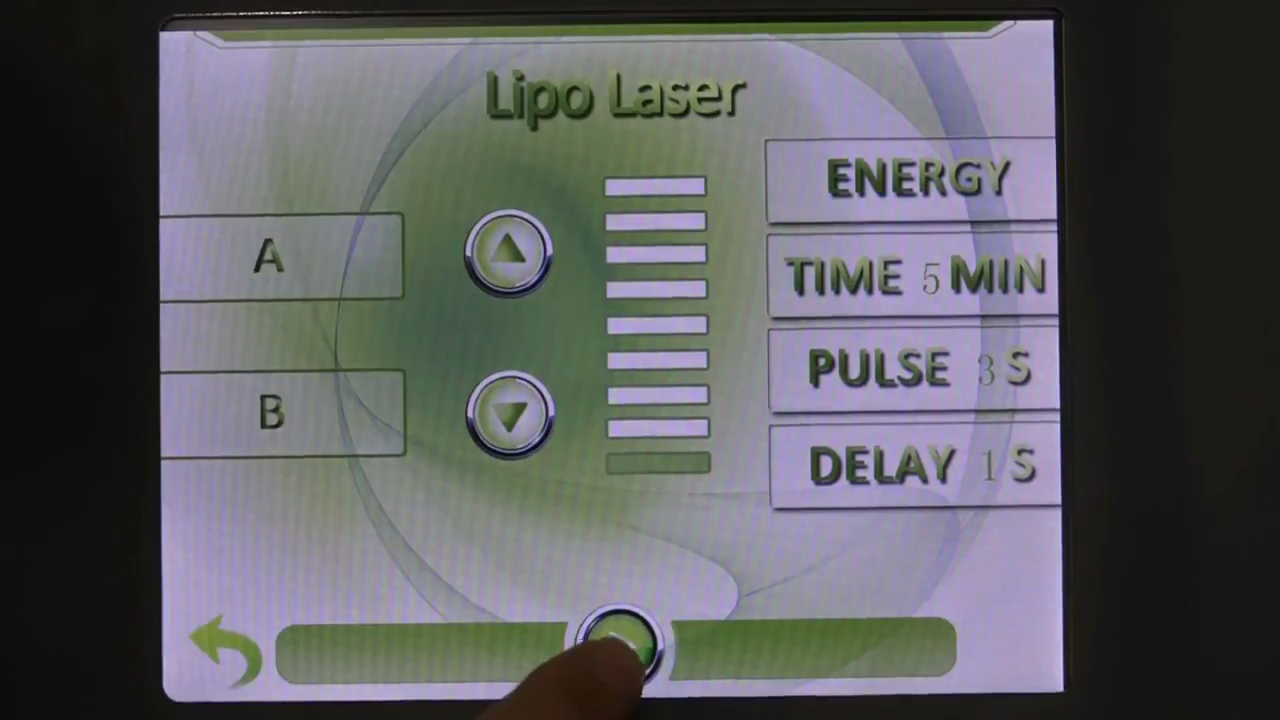 Lipo Laser
A
B
ENERGY
TIME 5 MIN
PULSE 3 S
DELAY 1 S